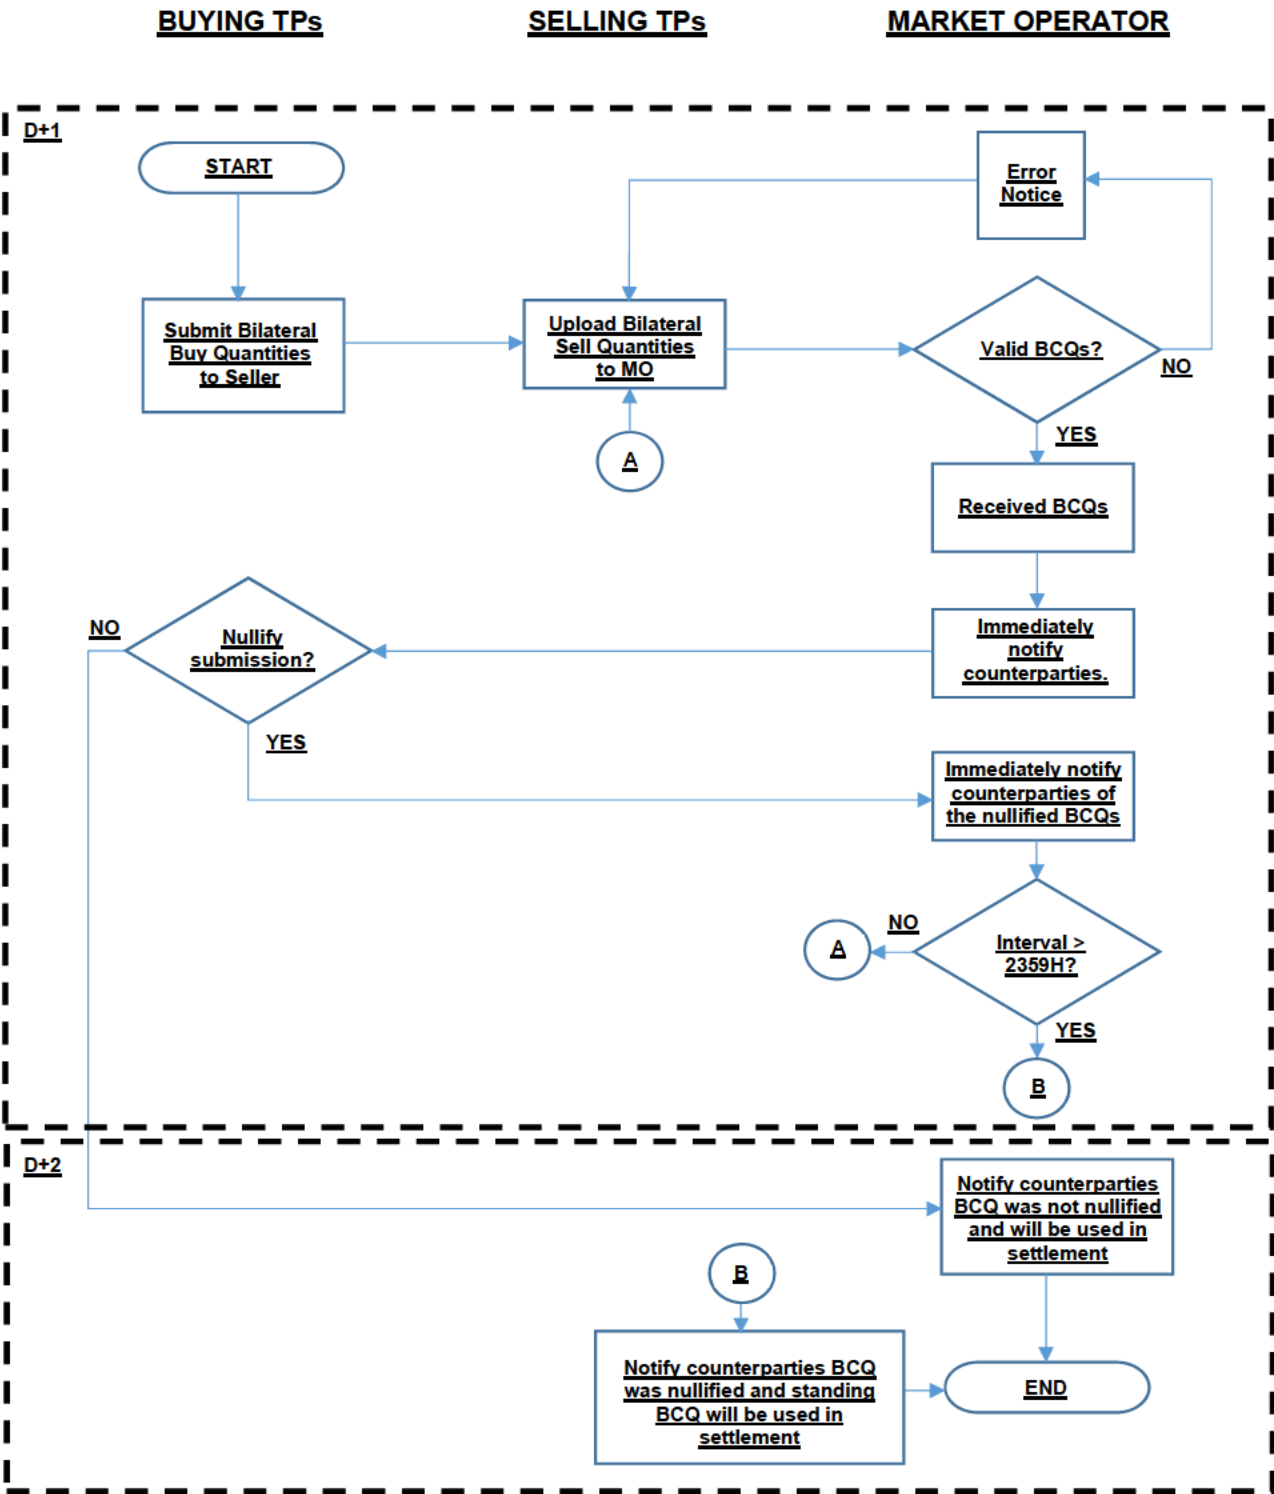 BUYING TPs
SELLING TPs
MARKET OPERATOR
D+1
START
Error
Notice
Submit Bilateral
Buy Quantities
to Seller
Upload Bilateral
Sell Quantities
to MO
Valid BCQs?
NO
YES
A
Received BCQs
NO
Nullify
submission?
Immediately
notify
counterparties.
YES
Immediately notify
counterparties of
the nullified BCQs
NO
A
Interval >
2359H?
YES
B
D+2
Notify counterparties
BCQ was not nullified
and will be used in
settlement
B
Notify counterparties BCQ
was nullified and standing
BCQ will be used in
settlement
END